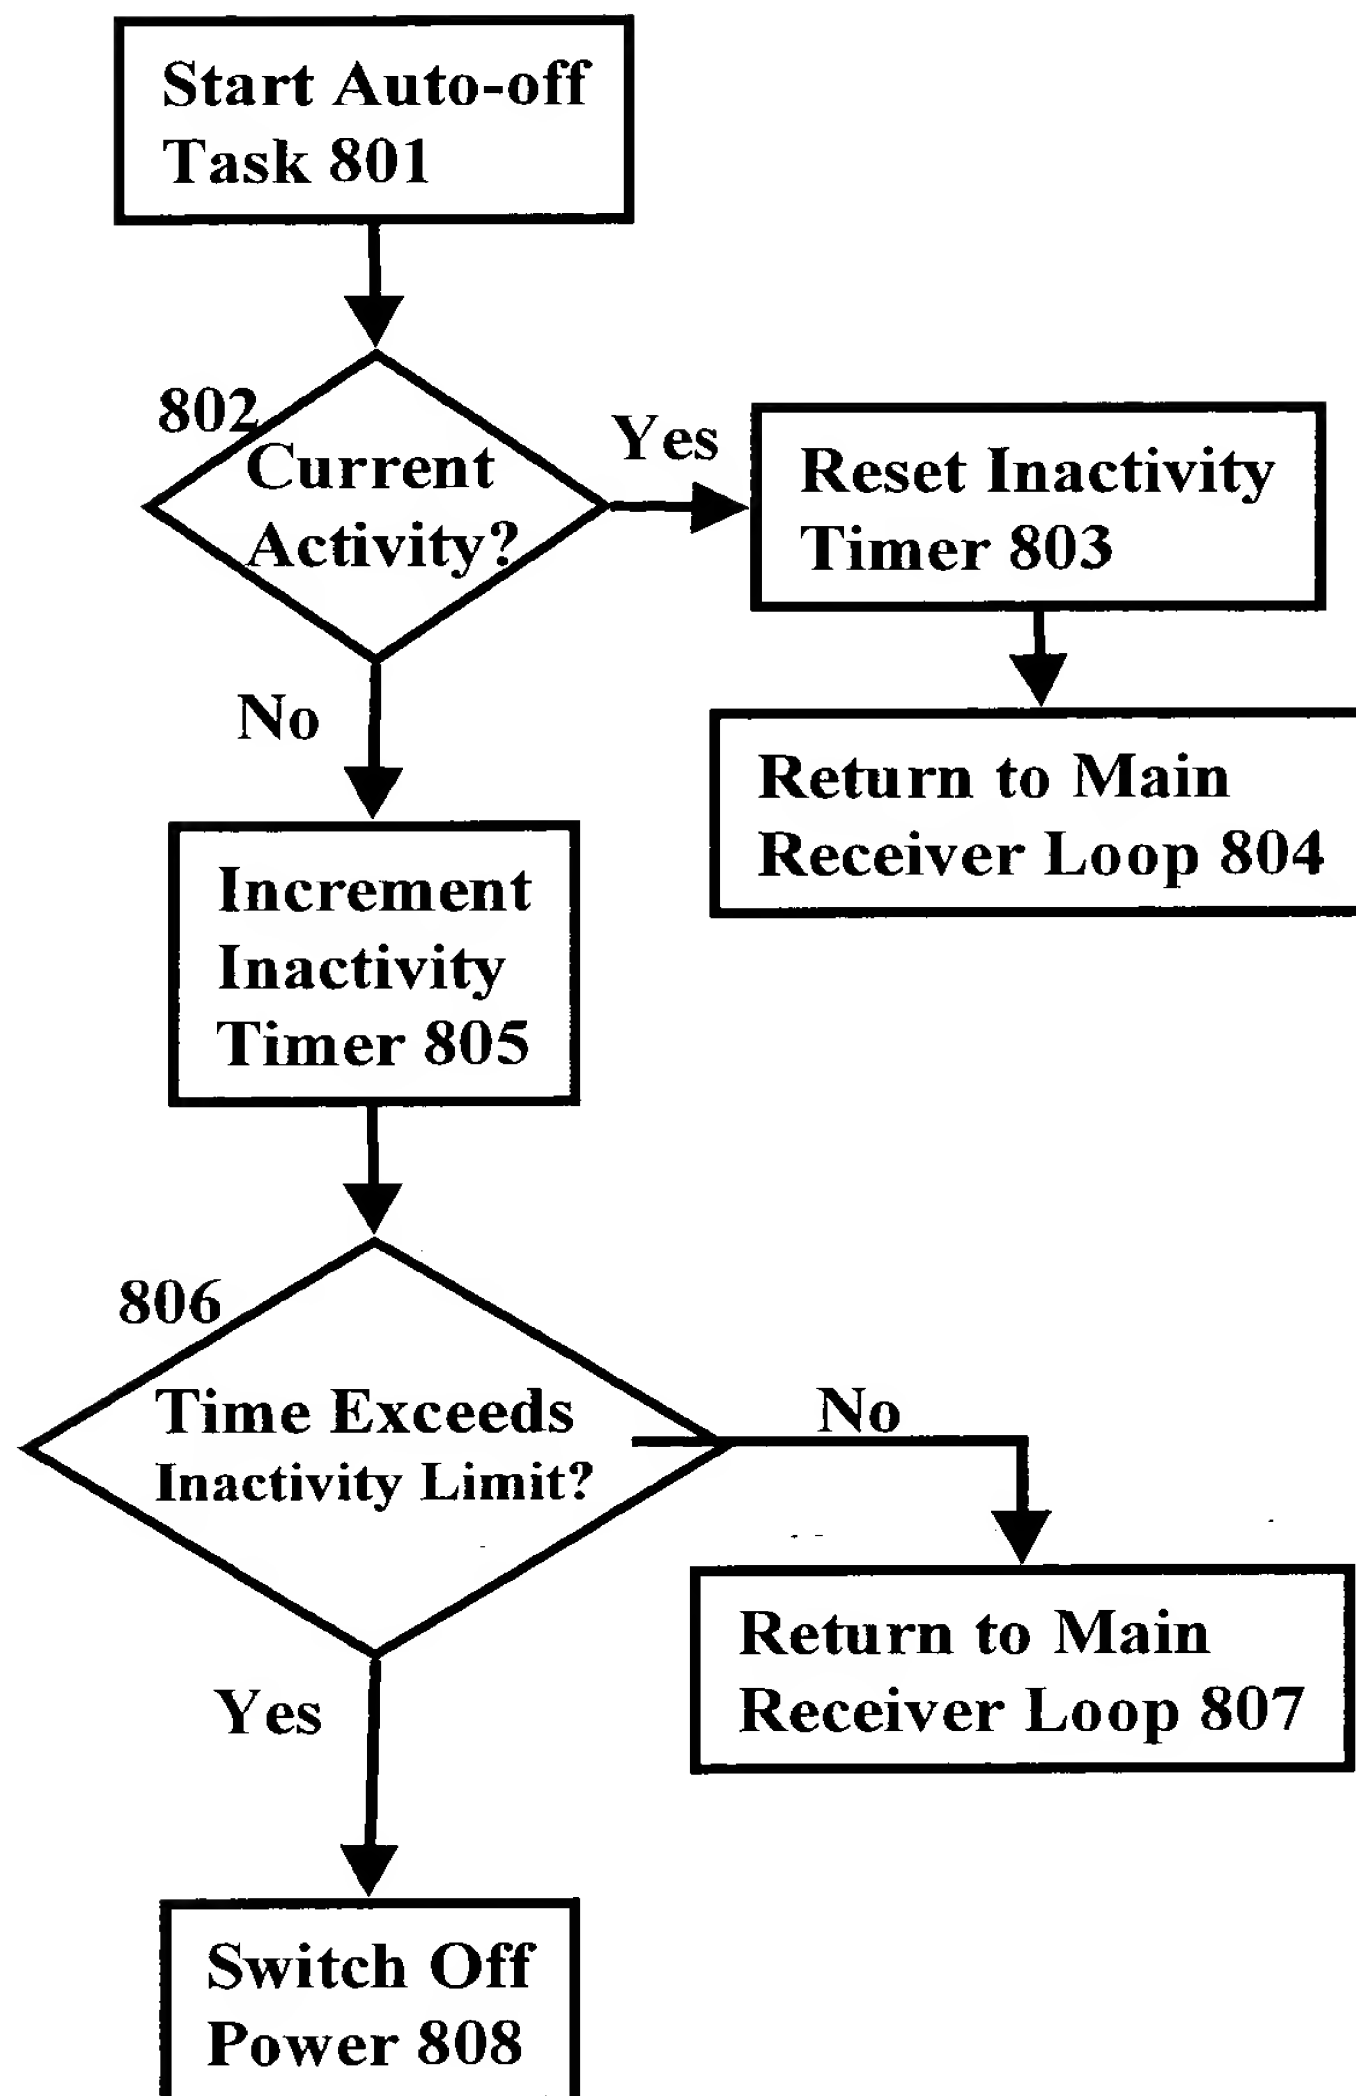 Start Auto-off
Task 801
802
Current
Activity?
Yes
Reset Inactivity
Timer 803
No
Return to Main
Receiver Loop 804
Increment
Inactivity
Timer 805
806
Time Exceeds
Inactivity Limit?
No
Return to Main
Receiver Loop 807
Yes
Switch Off
Power 808